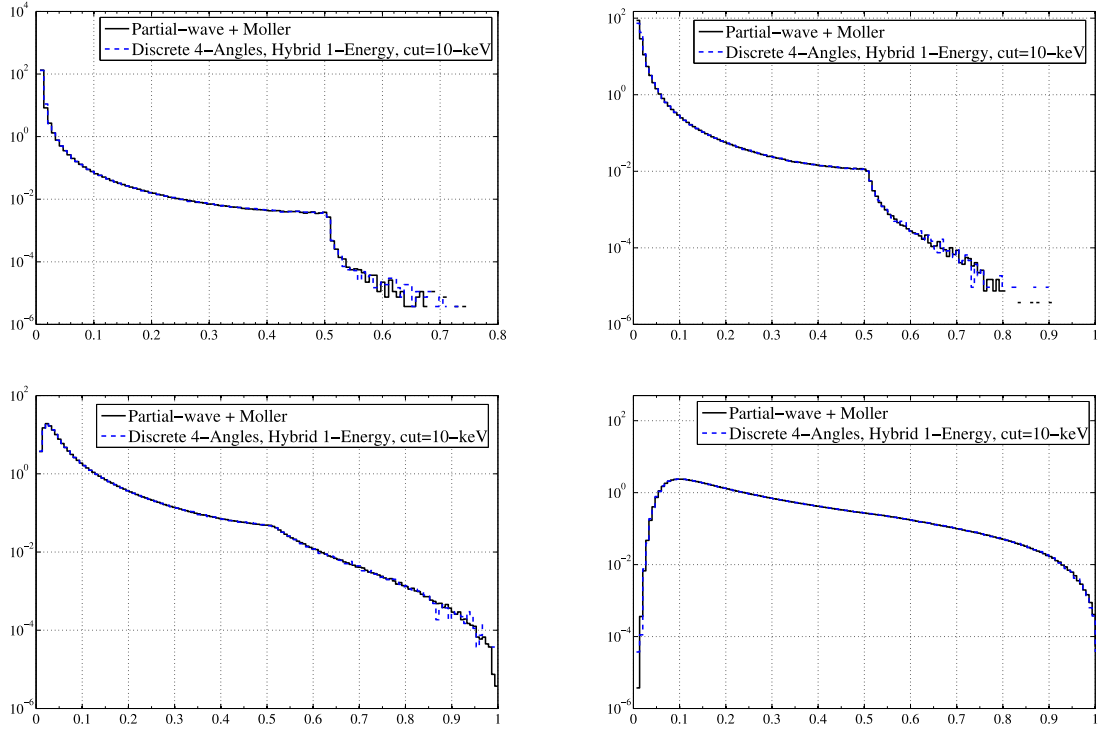 Partial−wave + Moller
Discrete 4−Angles, Hybrid 1−Energy, cut=10−keV
10^4
10^2
10^0
10^−2
10^−4
10^−6
0 0.1 0.2 0.3 0.4 0.5 0.6 0.7 0.8
Partial−wave + Moller
Discrete 4−Angles, Hybrid 1−Energy, cut=10−keV
10^2
10^0
10^−2
10^−4
10^−6
0 0.1 0.2 0.3 0.4 0.5 0.6 0.7 0.8 0.9 1
Partial−wave + Moller
Discrete 4−Angles, Hybrid 1−Energy, cut=10−keV
10^2
10^0
10^−2
10^−4
10^−6
0 0.1 0.2 0.3 0.4 0.5 0.6 0.7 0.8 0.9 1
Partial−wave + Moller
Discrete 4−Angles, Hybrid 1−Energy, cut=10−keV
10^2
10^0
10^−2
10^−4
10^−6
0 0.1 0.2 0.3 0.4 0.5 0.6 0.7 0.8 0.9 1